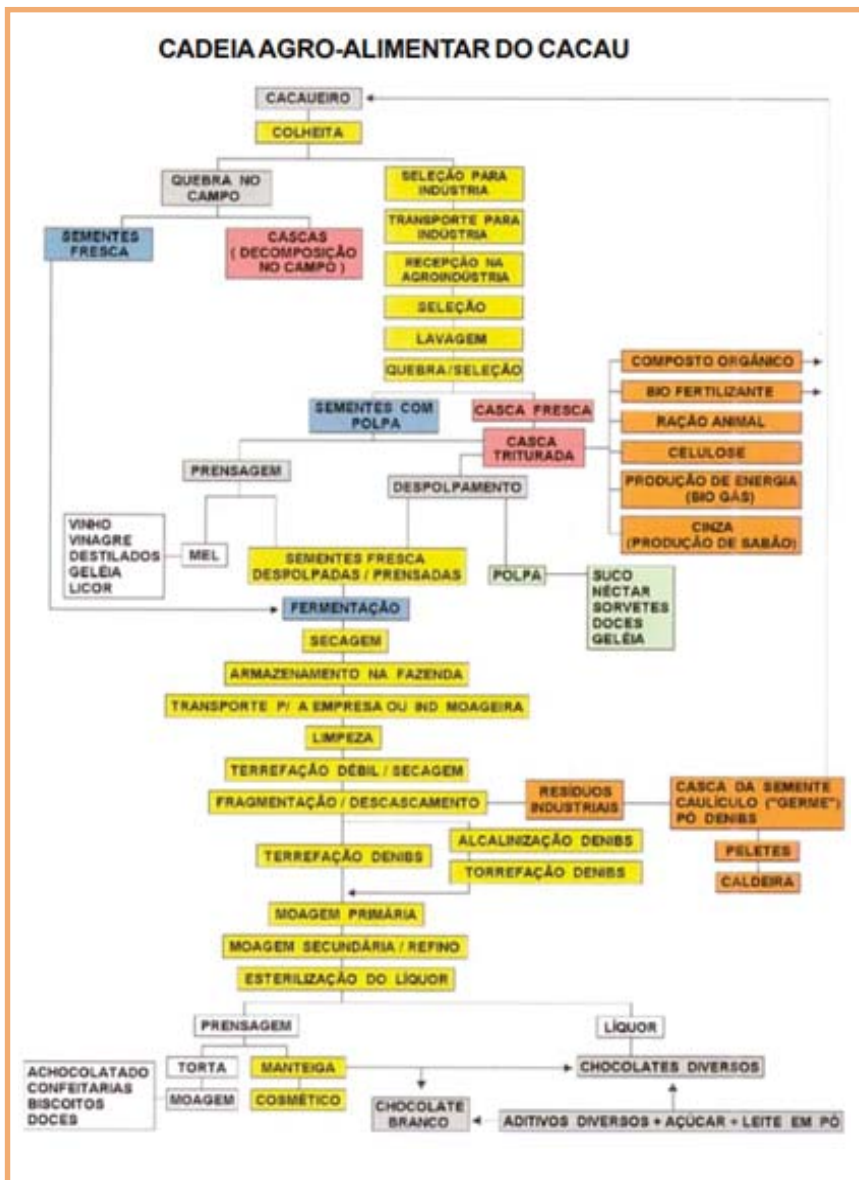 CADEIA AGRO-ALIMENTAR DO CACAU
CACAUEIRO
COLHEITA
QUEBRA NO
CAMPO
SELEÇÃO PARA
INDÚSTRIA
SEMENTES
FRESCA
CASCAS
( DECOMPOSIÇÃO
NO CAMPO )
TRANSPORTE PARA
INDÚSTRIA
RECEPÇÃO NA
AGROINDÚSTRIA
SELEÇÃO
LAVAGEM
QUEBRA / SELEÇÃO
COMPOSTO ORGÂNICO
BIO FERTILIZANTE
RAÇÃO ANIMAL
CELULOSE
PRODUÇÃO DE ENERGIA
(BIO GÁS)
CINZA
(PRODUÇÃO DE SABÃO)
SEMENTES COM
POLPA
CASCA FRESCA
CASCA
TRITURADA
PRENSAGEM
DESPOLPAMENTO
VINHO
VINAGRE
DESTILADOS
GELÉIA
LICOR
MEL
SEMENTES FRESCA
DESPOLPADAS / PRENSADAS
POLPA
SUCO
NÉCTAR
SORVETES
DOCES
GELÉIA
FERMENTAÇÃO
SECAGEM
ARMAZENAMENTO NA FAZENDA
TRANSPORTE P/ A EMPRESA OU IND MOAGEIRA
LIMPEZA
TERREFAÇÃO DÉBIL / SECAGEM
FRAGMENTAÇÃO / DESCASCAMENTO
RESÍDUOS
INDUSTRIAIS
CASCA DA SEMENTE
CAULÍCULO ("GERME")
PÓ DENIBS
PELETES
CALDEIRA
ALCALINIZAÇÃO DENIBS
TERREFAÇÃO DENIBS
TORREFAÇÃO DENIBS
MOAGEM PRIMÁRIA
MOAGEM SECUNDÁRIA / REFINO
ESTERILIZAÇÃO DO LÍQUOR
PRENSAGEM
LÍQUOR
ACHOCOLATADO
CONFEITARIAS
BISCOITOS
DOCES
TORTA
MOAGEM
MANTEIGA
COSMÉTICO
CHOCOLATES DIVERSOS
CHOCOLATE
BRANCO
ADITIVOS DIVERSOS + AÇÚCAR + LEITE EM PÓ